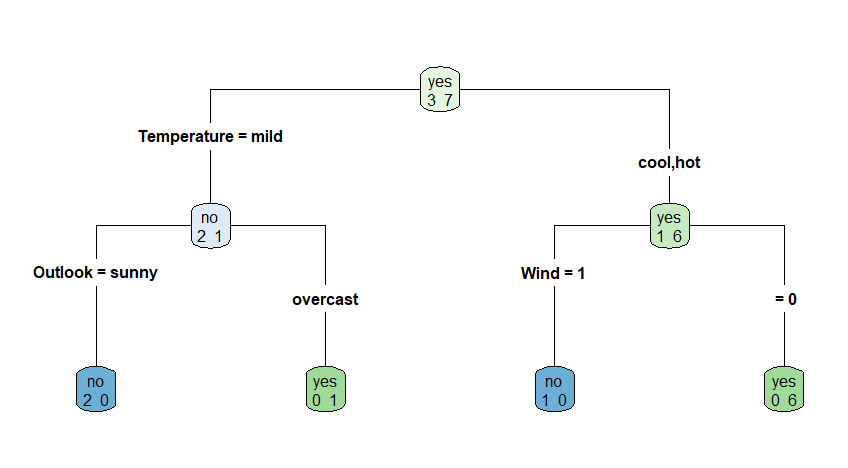 yes
3 7
Temperature = mild
cool,hot
no
2 1
yes
1 6
Outlook = sunny
overcast
Wind = 1
= 0
no
2 0
yes
0 1
no
1 0
yes
0 6